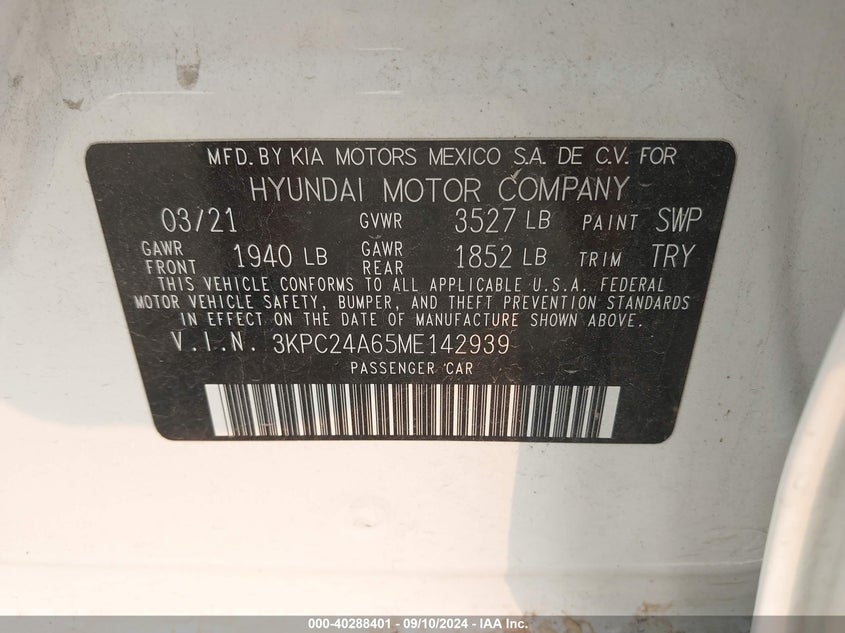 MFD. BY KIA MOTORS MEXICO S.A. DE C.V. FOR
HYUNDAI MOTOR COMPANY
03/21 GVWR 3527 LB PAINT SWP
GAWR FRONT 1940 LB GAWR REAR 1852 LB TRIM TRY
THIS VEHICLE CONFORMS TO ALL APPLICABLE U.S.A. FEDERAL
MOTOR VEHICLE SAFETY, BUMPER, AND THEFT PREVENTION STANDARDS
IN EFFECT ON THE DATE OF MANUFACTURE SHOWN ABOVE.
V.I.N. 3KPC24A65ME142939
PASSENGER CAR
000-40288401 - 09/10/2024 - IAA Inc.